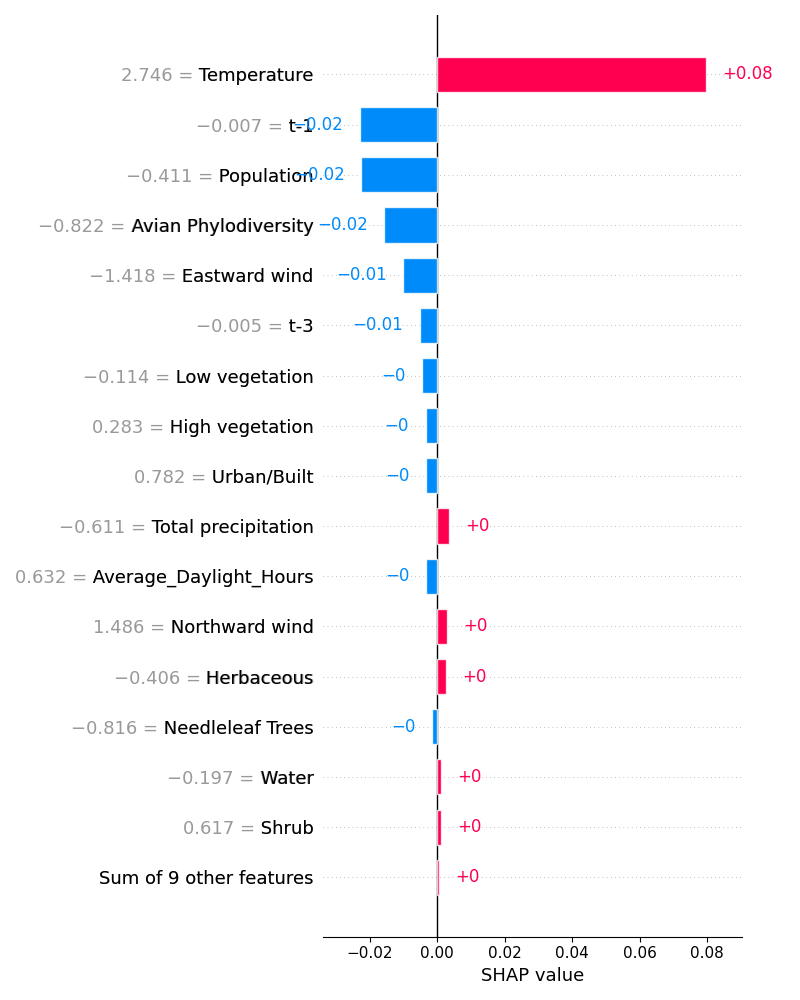 2.746 = Temperature +0.08
−0.007 = t-1 −0.02
−0.411 = Population −0.02
−0.822 = Avian Phylodiversity −0.02
−1.418 = Eastward wind −0.01
−0.005 = t-3 −0.01
−0.114 = Low vegetation −0
0.283 = High vegetation −0
0.782 = Urban/Built −0
−0.611 = Total precipitation +0
0.632 = Average_Daylight_Hours −0
1.486 = Northward wind +0
−0.406 = Herbaceous +0
−0.816 = Needleleaf Trees −0
−0.197 = Water +0
0.617 = Shrub +0
Sum of 9 other features +0
−0.02 0.00 0.02 0.04 0.06 0.08
SHAP value